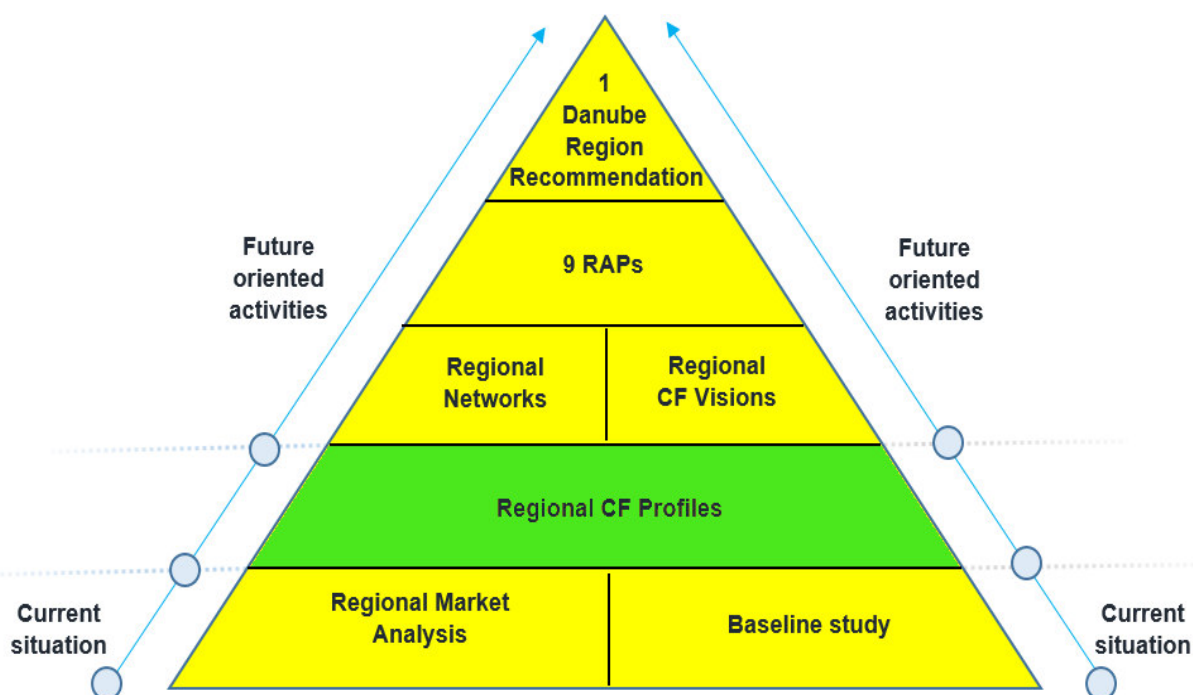 1
Danube
Region
Recommendation
Future
oriented
activities
9 RAPs
Future
oriented
activities
Regional
Networks
Regional
CF Visions
Regional CF Profiles
Current
situation
Regional Market
Analysis
Baseline study
Current
situation